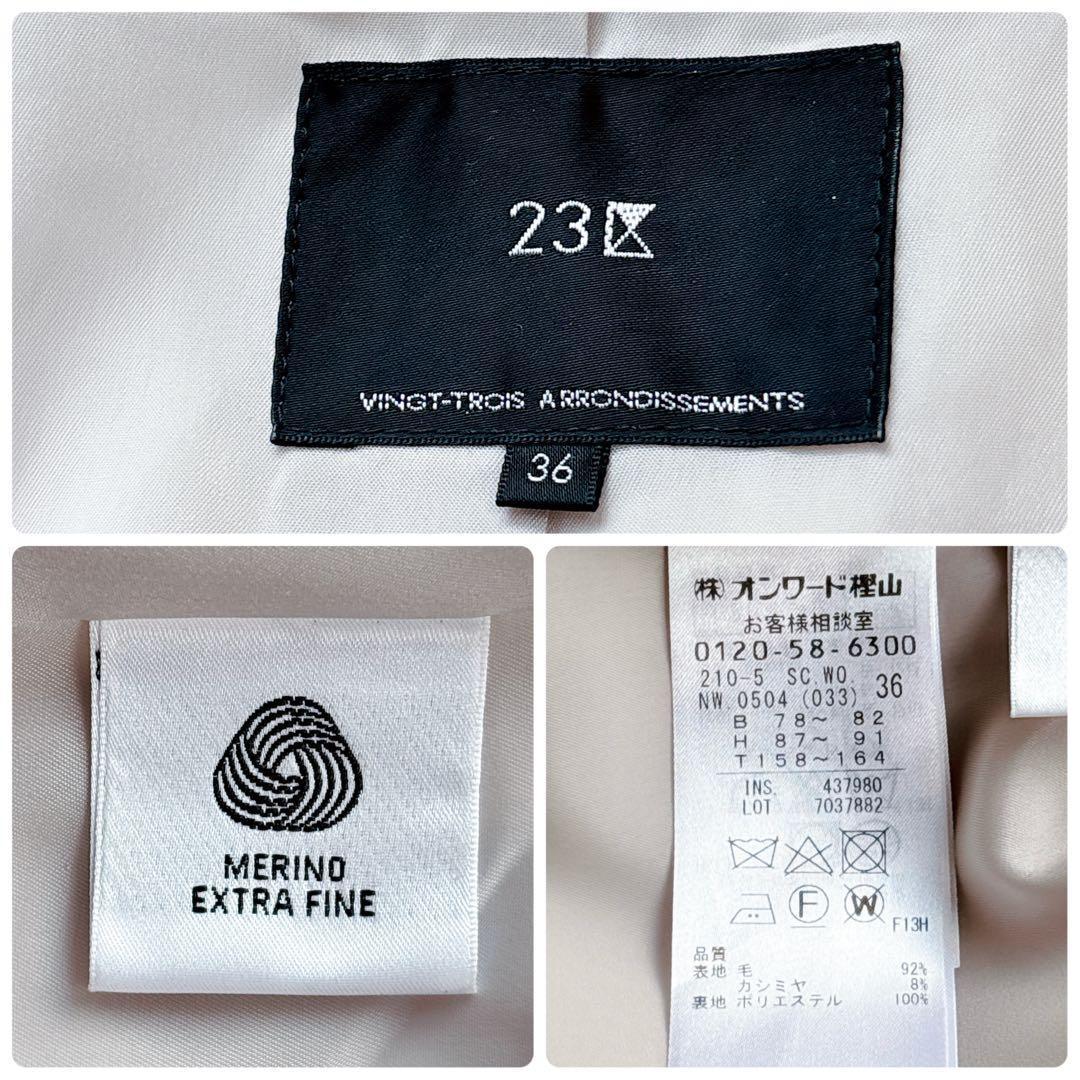 23区
VINGT-TROIS ARRONDISSEMENTS
36
MERINO
EXTRA FINE
(株)オンワード樫山
お客様相談室
0120-58-6300
210-5 SC.WO.
NW.0504 (033) 36
B 78~ 82
H 87~ 91
T158~164
INS. 437980
LOT 7037882
F
W
F13H
品質
表地 毛 92%
カシミヤ 8%
裏地 ポリエステル 100%